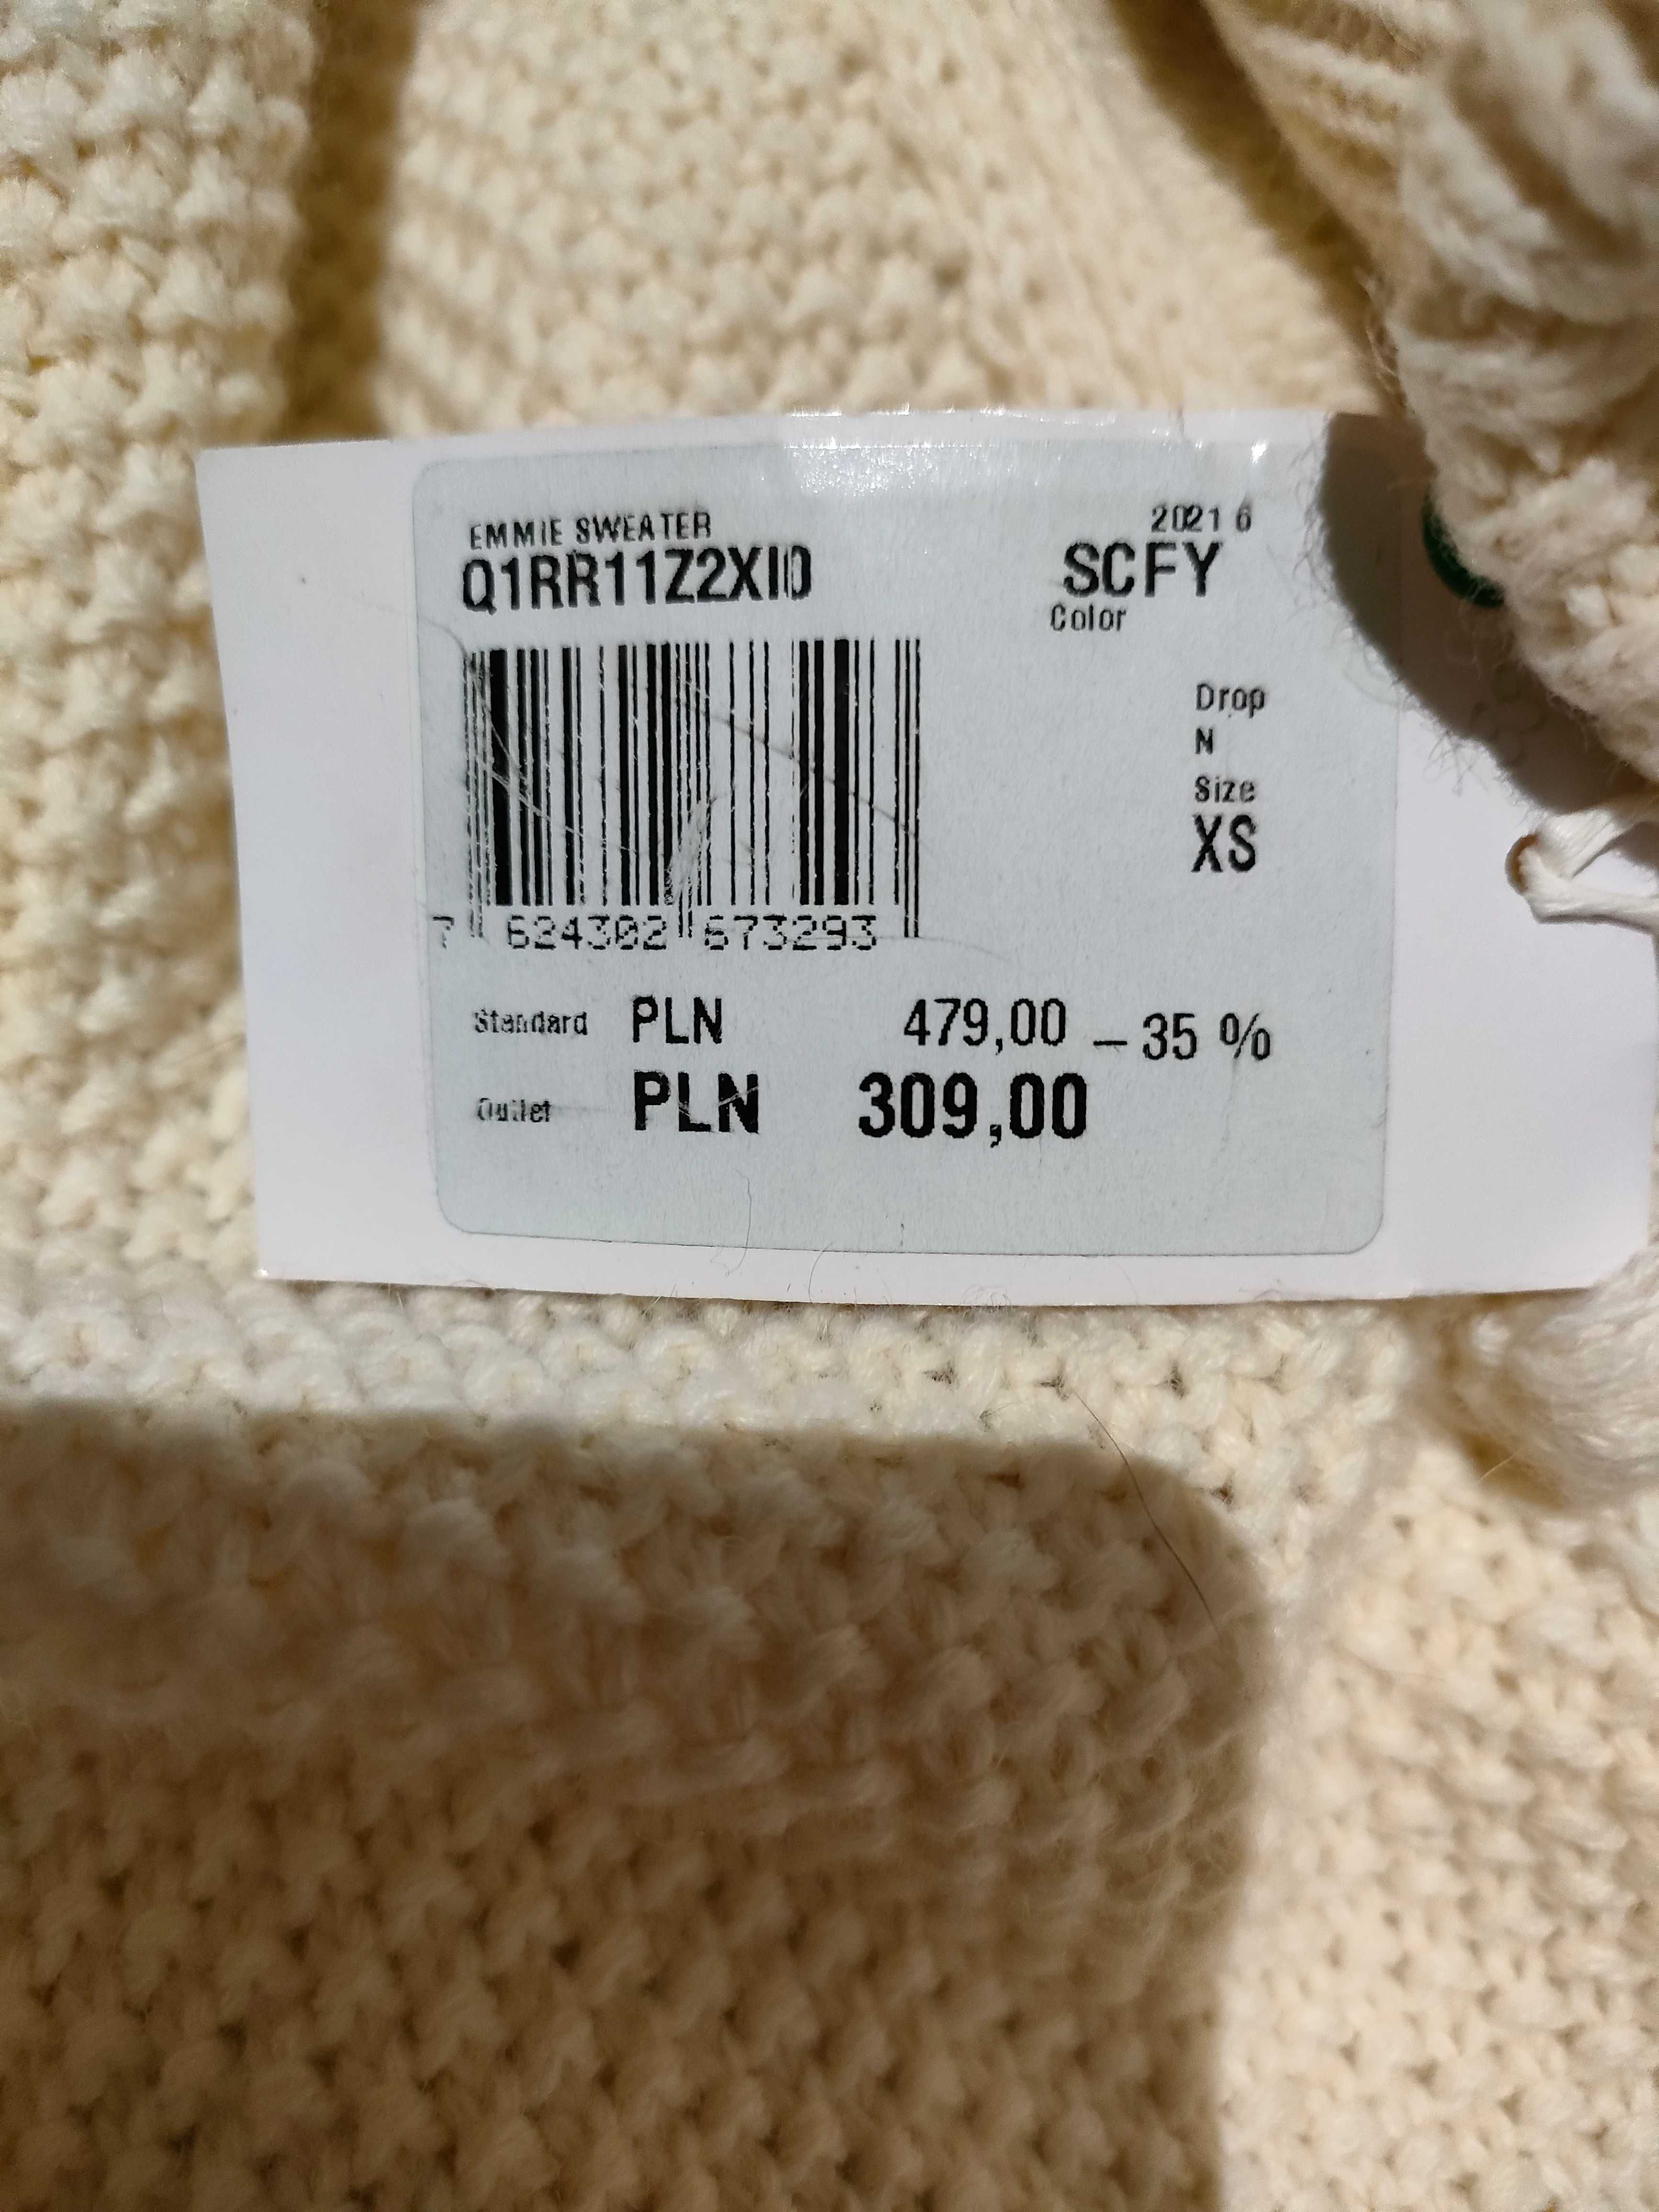 EMMIE SWEATER 2021 6
Q1RR11Z2XI0 SCFY
Color
Drop
N
Size
XS
7 624302 673293
Standard PLN 479,00 – 35 %
Outlet PLN 309,00